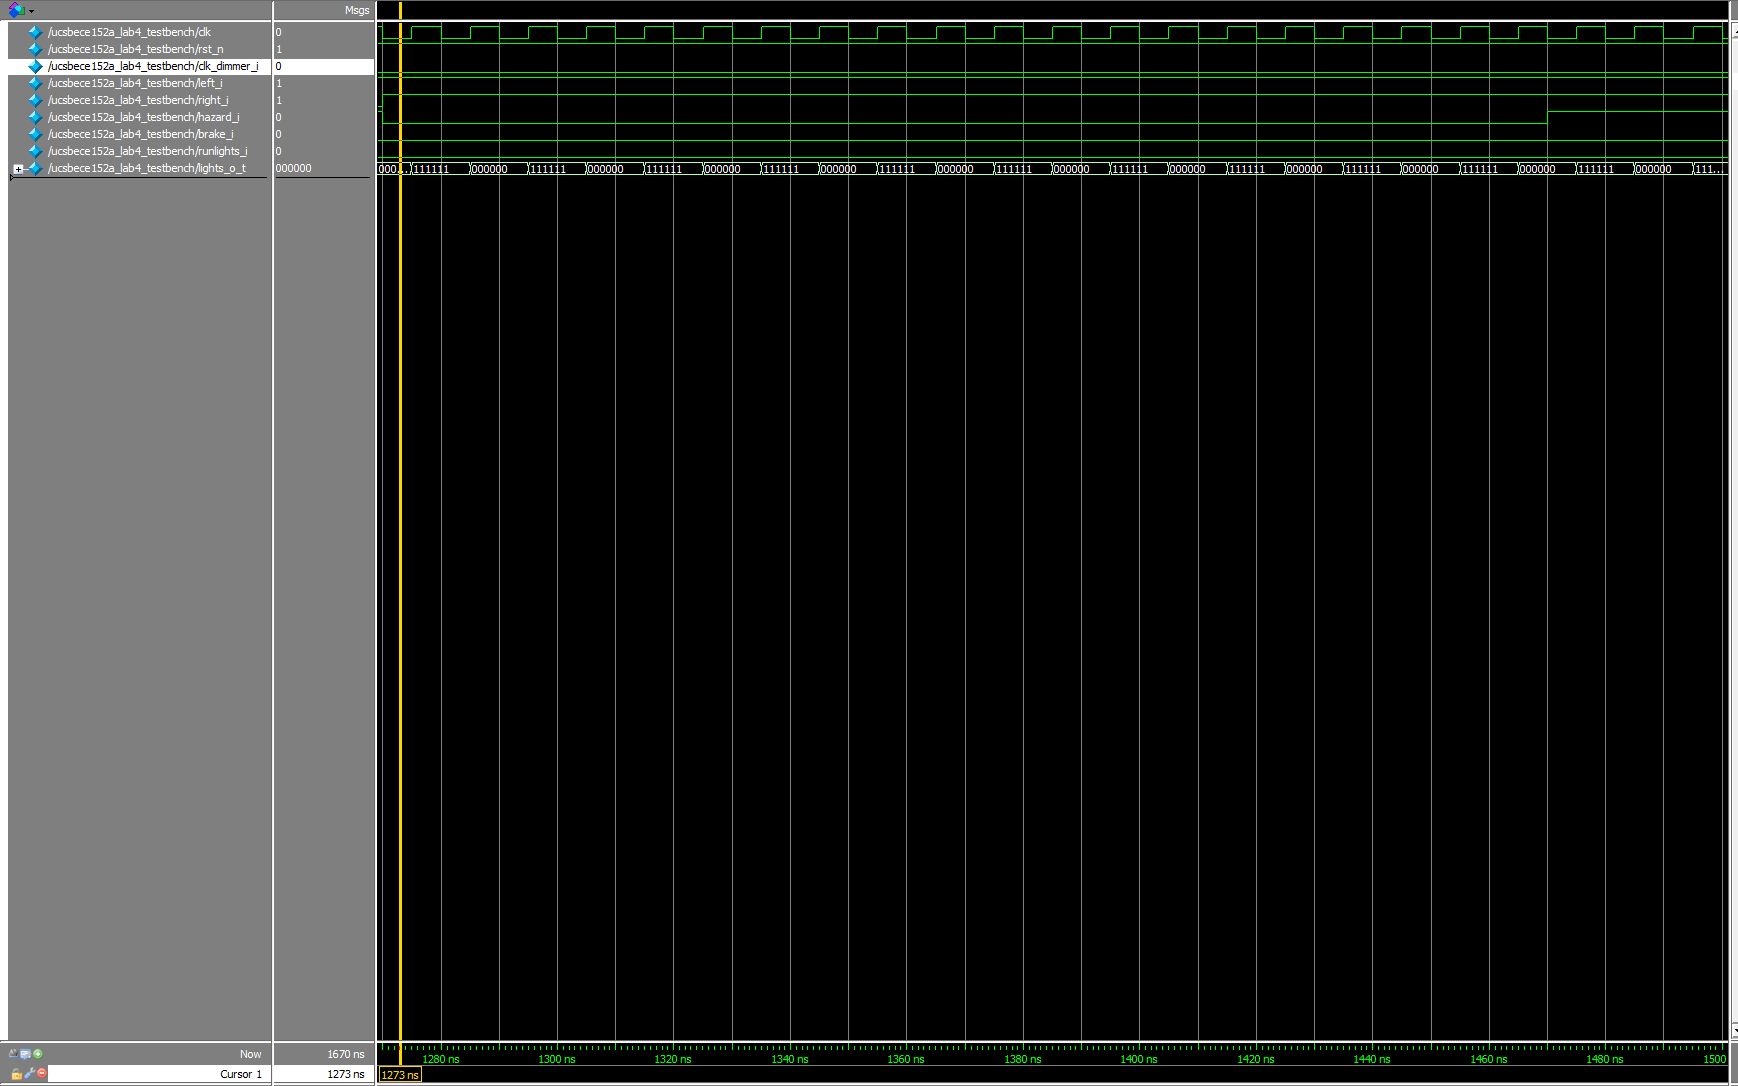 Msgs
/ucsbece152a_lab4_testbench/clk 0
/ucsbece152a_lab4_testbench/rst_n 1
/ucsbece152a_lab4_testbench/clk_dimmer_i 0
/ucsbece152a_lab4_testbench/left_i 1
/ucsbece152a_lab4_testbench/right_i 1
/ucsbece152a_lab4_testbench/hazard_i 0
/ucsbece152a_lab4_testbench/brake_i 0
/ucsbece152a_lab4_testbench/runlights_i 0
/ucsbece152a_lab4_testbench/lights_o_t 000000 000... 111111 000000 111111 000000 111111 000000 111111 000000 111111 000000 111111 000000 111111 000000 111111 000000 111111 000000 111111 000000 111111 000000 111...
Now 1670 ns 1280 ns 1300 ns 1320 ns 1340 ns 1360 ns 1380 ns 1400 ns 1420 ns 1440 ns 1460 ns 1480 ns 1500
Cursor 1 1273 ns 1273 ns